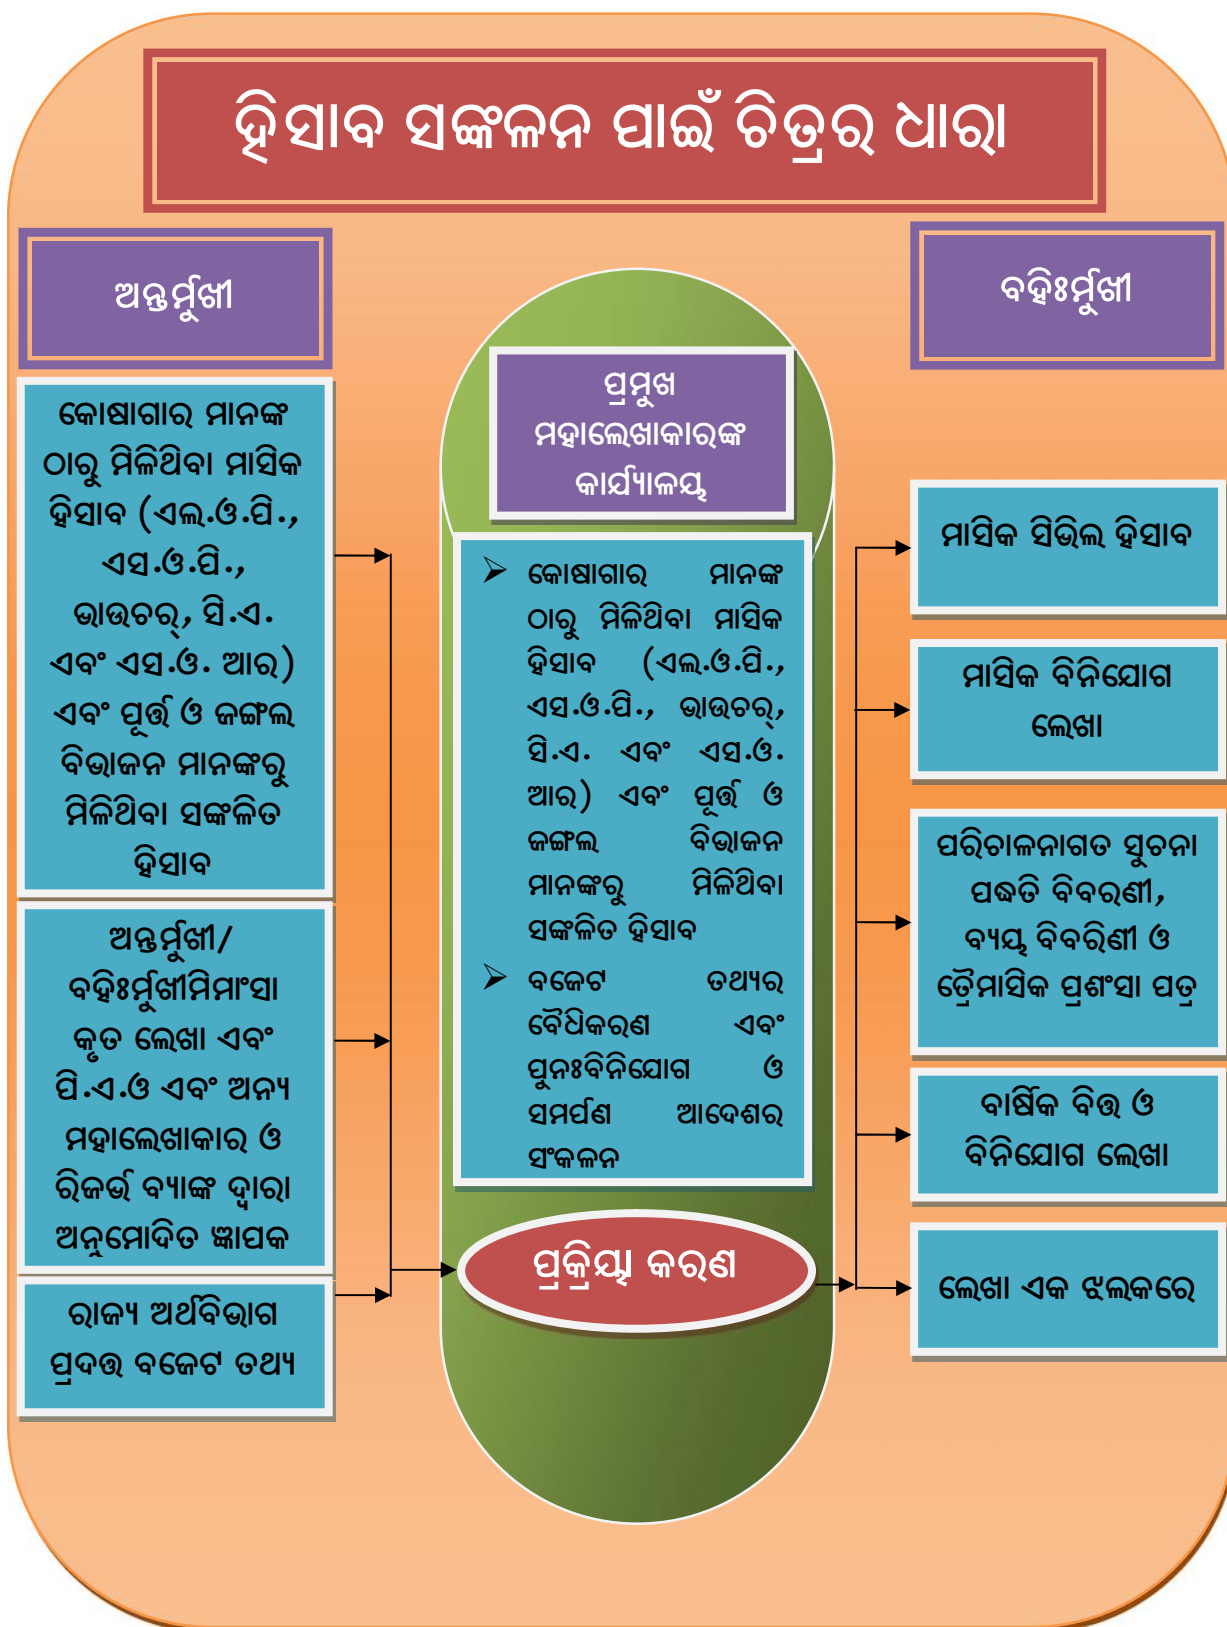 ହିସାବ ସଙ୍କଳନ ପାଇଁ ଚିତ୍ରର ଧାରା
ଅନ୍ତର୍ମୁଖୀ
କୋଷାଗାର ମାନଙ୍କ
ଠାରୁ ମିଳିଥିବା ମାସିକ
ହିସାବ (ଏଲ.ଓ.ପି.,
ଏସ.ଓ.ପି.,
ଭାଉଚର୍, ସି.ଏ.
ଏବଂ ଏସ.ଓ. ଆର)
ଏବଂ ପୂର୍ତ୍ତ ଓ ଜଙ୍ଗଲ
ବିଭାଜନ ମାନଙ୍କରୁ
ମିଳିଥିବା ସଙ୍କଳିତ
ହିସାବ
ଅନ୍ତର୍ମୁଖୀ/
ବହିଃର୍ମୁଖୀମିମାଂସା
କୃତ ଲେଖା ଏବଂ
ପି.ଏ.ଓ ଏବଂ ଅନ୍ୟ
ମହାଲେଖାକାର ଓ
ରିଜର୍ଭ ବ୍ୟାଙ୍କ ଦ୍ୱାରା
ଅନୁମୋଦିତ ଜ୍ଞାପକ
ରାଜ୍ୟ ଅର୍ଥବିଭାଗ
ପ୍ରଦତ୍ତ ବଜେଟ ତଥ୍ୟ
ପ୍ରମୁଖ
ମହାଲେଖାକାରଙ୍କ
କାର୍ଯ୍ୟାଳୟ
➢ କୋଷାଗାର ମାନଙ୍କ
ଠାରୁ ମିଳିଥିବା ମାସିକ
ହିସାବ (ଏଲ.ଓ.ପି.,
ଏସ.ଓ.ପି., ଭାଉଚର୍,
ସି.ଏ. ଏବଂ ଏସ.ଓ.
ଆର) ଏବଂ ପୂର୍ତ୍ତ ଓ
ଜଙ୍ଗଲ ବିଭାଜନ
ମାନଙ୍କରୁ ମିଳିଥିବା
ସଙ୍କଳିତ ହିସାବ
➢ ବଜେଟ ତଥ୍ୟର
ବୈଧିକରଣ ଏବଂ
ପୁନଃବିନିଯୋଗ ଓ
ସମର୍ପଣ ଆଦେଶର
ସଂକଳନ
ପ୍ରକ୍ରିୟା କରଣ
ବହିଃର୍ମୁଖୀ
ମାସିକ ସିଭିଲ ହିସାବ
ମାସିକ ବିନିଯୋଗ
ଲେଖା
ପରିଚାଳନାଗତ ସୁଚନା
ପଦ୍ଧତି ବିବରଣୀ,
ବ୍ୟୟ ବିବରିଣୀ ଓ
ତ୍ରୈମାସିକ ପ୍ରଶଂସା ପତ୍ର
ବାର୍ଷିକ ବିତ୍ତ ଓ
ବିନିଯୋଗ ଲେଖା
ଲେଖା ଏକ ଝଲକରେ